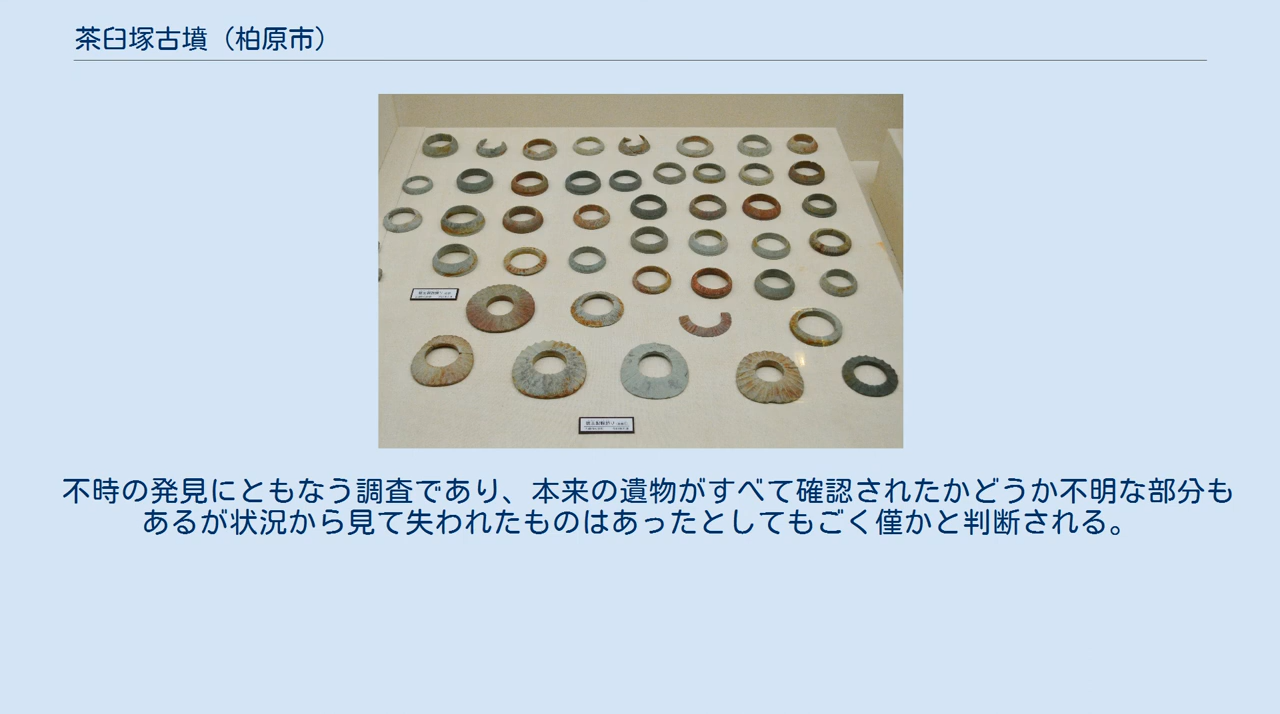 茶臼塚古墳（柏原市）
不時の発見にともなう調査であり、本来の遺物がすべて確認されたかどうか不明な部分も
あるが状況から見て失われたものはあったとしてもごく僅かと判断される。